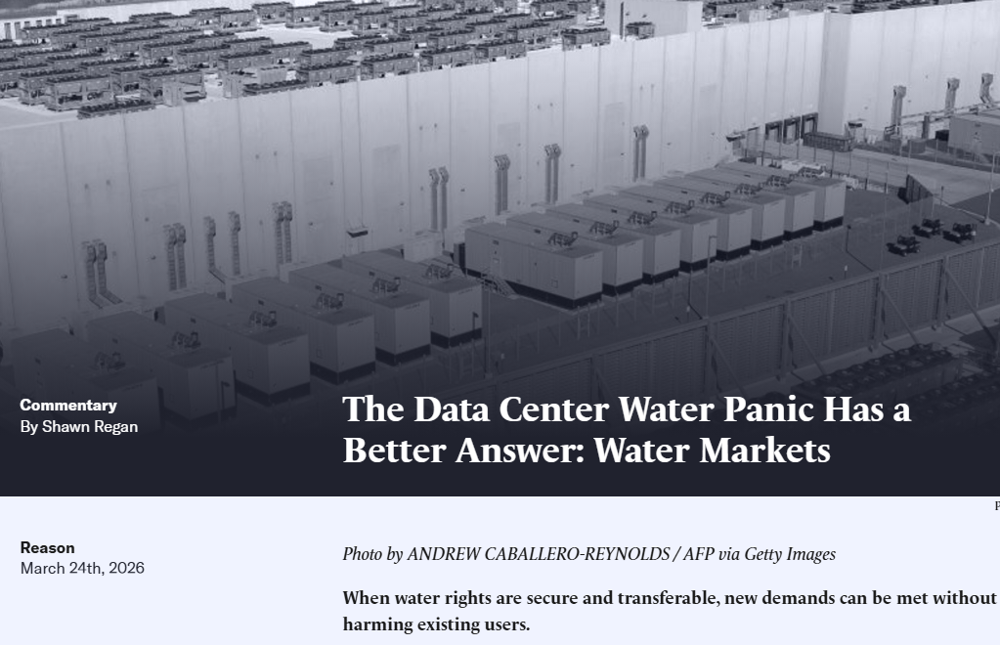 Commentary
By Shawn Regan
The Data Center Water Panic Has a
Better Answer: Water Markets
Reason
March 24th, 2026
Photo by ANDREW CABALLERO-REYNOLDS / AFP via Getty Images
When water rights are secure and transferable, new demands can be met without
harming existing users.